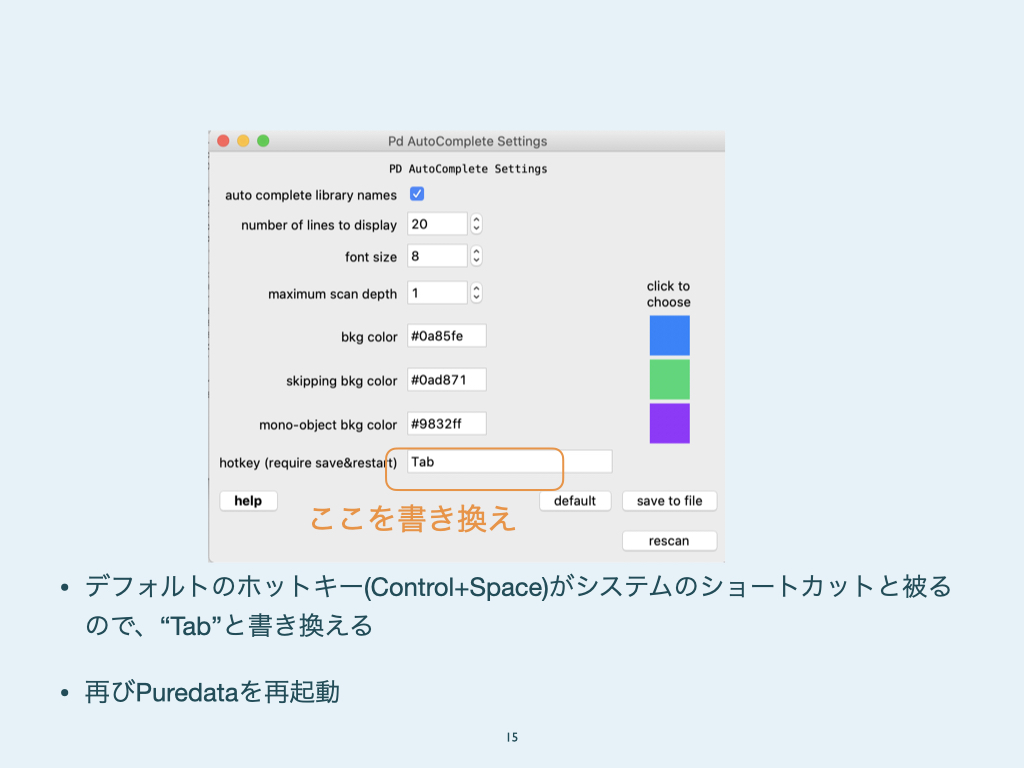 Pd AutoComplete Settings
PD AutoComplete Settings
auto complete library names
number of lines to display 20
font size 8
maximum scan depth 1
click to
choose
bkg color #0a85fe
skipping bkg color #0ad871
mono-object bkg color #9832ff
hotkey (require save&restart) Tab
help default save to file
ここを書き換え
rescan
• デフォルトのホットキー(Control+Space)がシステムのショートカットと被る
ので、“Tab”と書き換える
• 再びPuredataを再起動
15